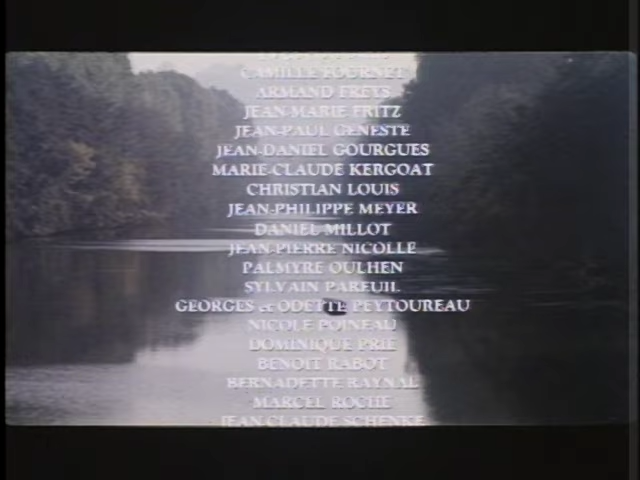 CAMILLE FOURNET
ARMAND FREYS
JEAN-MARIE FRITZ
JEAN-PAUL GENESTE
JEAN-DANIEL GOURGUES
MARIE-CLAUDE KERGOAT
CHRISTIAN LOUIS
JEAN-PHILIPPE MEYER
DANIEL MILLOT
JEAN-PIERRE NICOLLE
PALMYRE OULHEN
SYLVAIN PAREUIL
GEORGES et ODETTE PEYTOUREAU
NICOLE POINEAU
DOMINIQUE PRIE
BENOIT RABOT
BERNADETTE RAYNAL
MARCEL ROCHE
JEAN CLAUDE SCHENKE